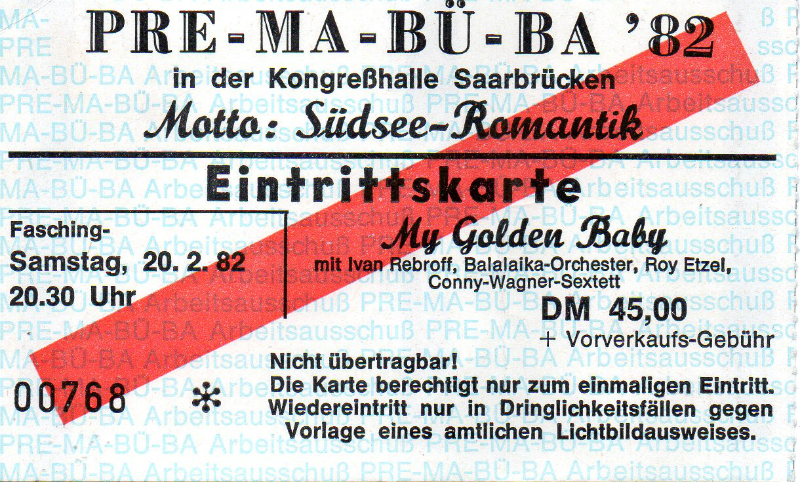 PRE-MA-BÜ-BA '82
in der Kongreßhalle Saarbrücken
Motto: Südsee-Romantik
Eintrittskarte
Fasching-
Samstag, 20. 2. 82
20.30 Uhr
My Golden Baby
mit Ivan Rebroff, Balalaika-Orchester, Roy Etzel,
Conny-Wagner-Sextett
DM 45,00
+ Vorverkaufs-Gebühr
00768
Nicht übertragbar!
Die Karte berechtigt nur zum einmaligen Eintritt.
Wiedereintritt nur in Dringlichkeitsfällen gegen
Vorlage eines amtlichen Lichtbildausweises.